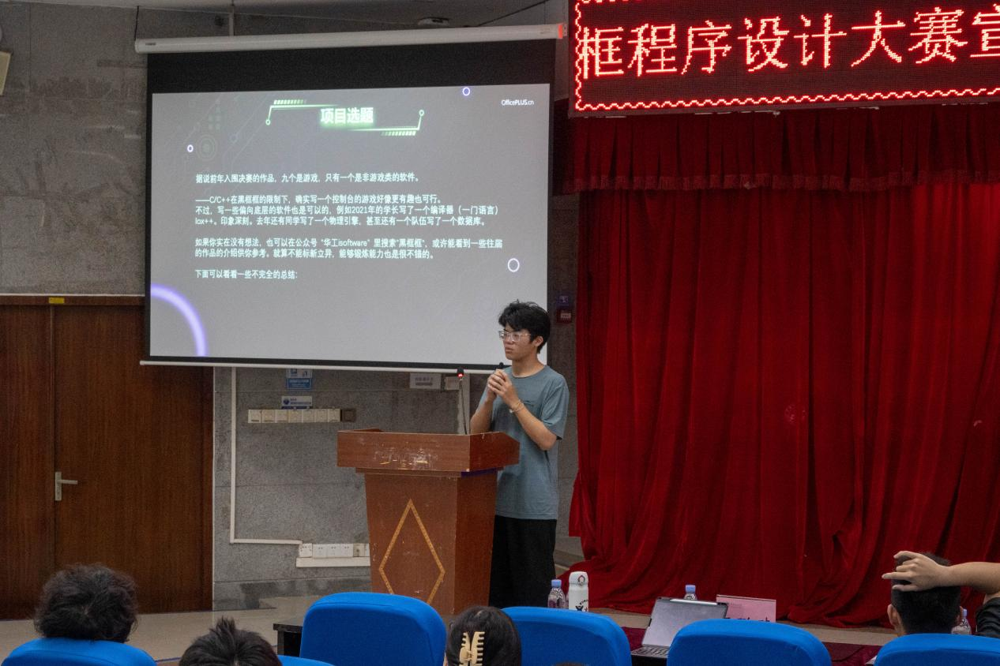 框程序设计大赛宣
OfficePLUS.cn
项目选题
据说前年入围决赛的作品，九个是游戏，只有一个是非游戏类的软件。
——C/C++在黑框框的限制下，确实写一个控制台的游戏好像更有趣也可行。
不过，写一些偏向底层的软件也是可以的，例如2021年的学长写了一个编译器（一门语言）
lox++。印象深刻。去年还有同学写了一个物理引擎，甚至还有一个队伍写了一个数据库。
如果你实在没有想法，也可以在公众号 "华工isoftware" 里搜索"黑框框"，或许能看到一些往届
的作品的介绍供你参考。就算不能标新立异，能够锻炼能力也是很不错的。
下面可以看看一些不完全的总结：